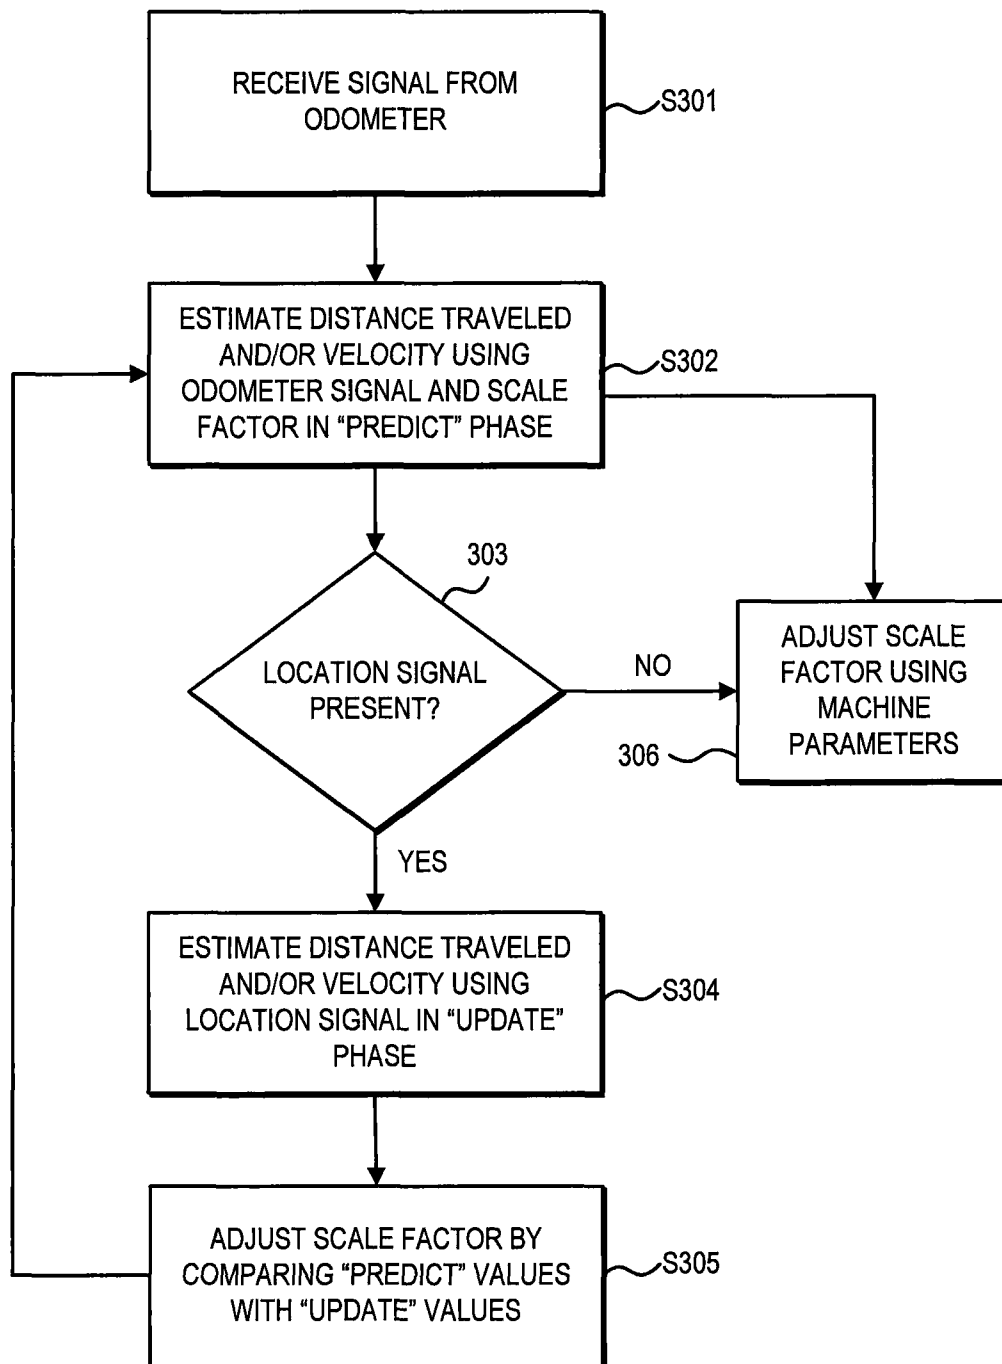 RECEIVE SIGNAL FROM
ODOMETER
S301
ESTIMATE DISTANCE TRAVELED
AND/OR VELOCITY USING
ODOMETER SIGNAL AND SCALE
FACTOR IN “PREDICT” PHASE
S302
303
LOCATION SIGNAL
PRESENT?
NO
ADJUST SCALE
FACTOR USING
MACHINE
PARAMETERS
306
YES
ESTIMATE DISTANCE TRAVELED
AND/OR VELOCITY USING
LOCATION SIGNAL IN “UPDATE”
PHASE
S304
ADJUST SCALE FACTOR BY
COMPARING “PREDICT” VALUES
WITH “UPDATE” VALUES
S305